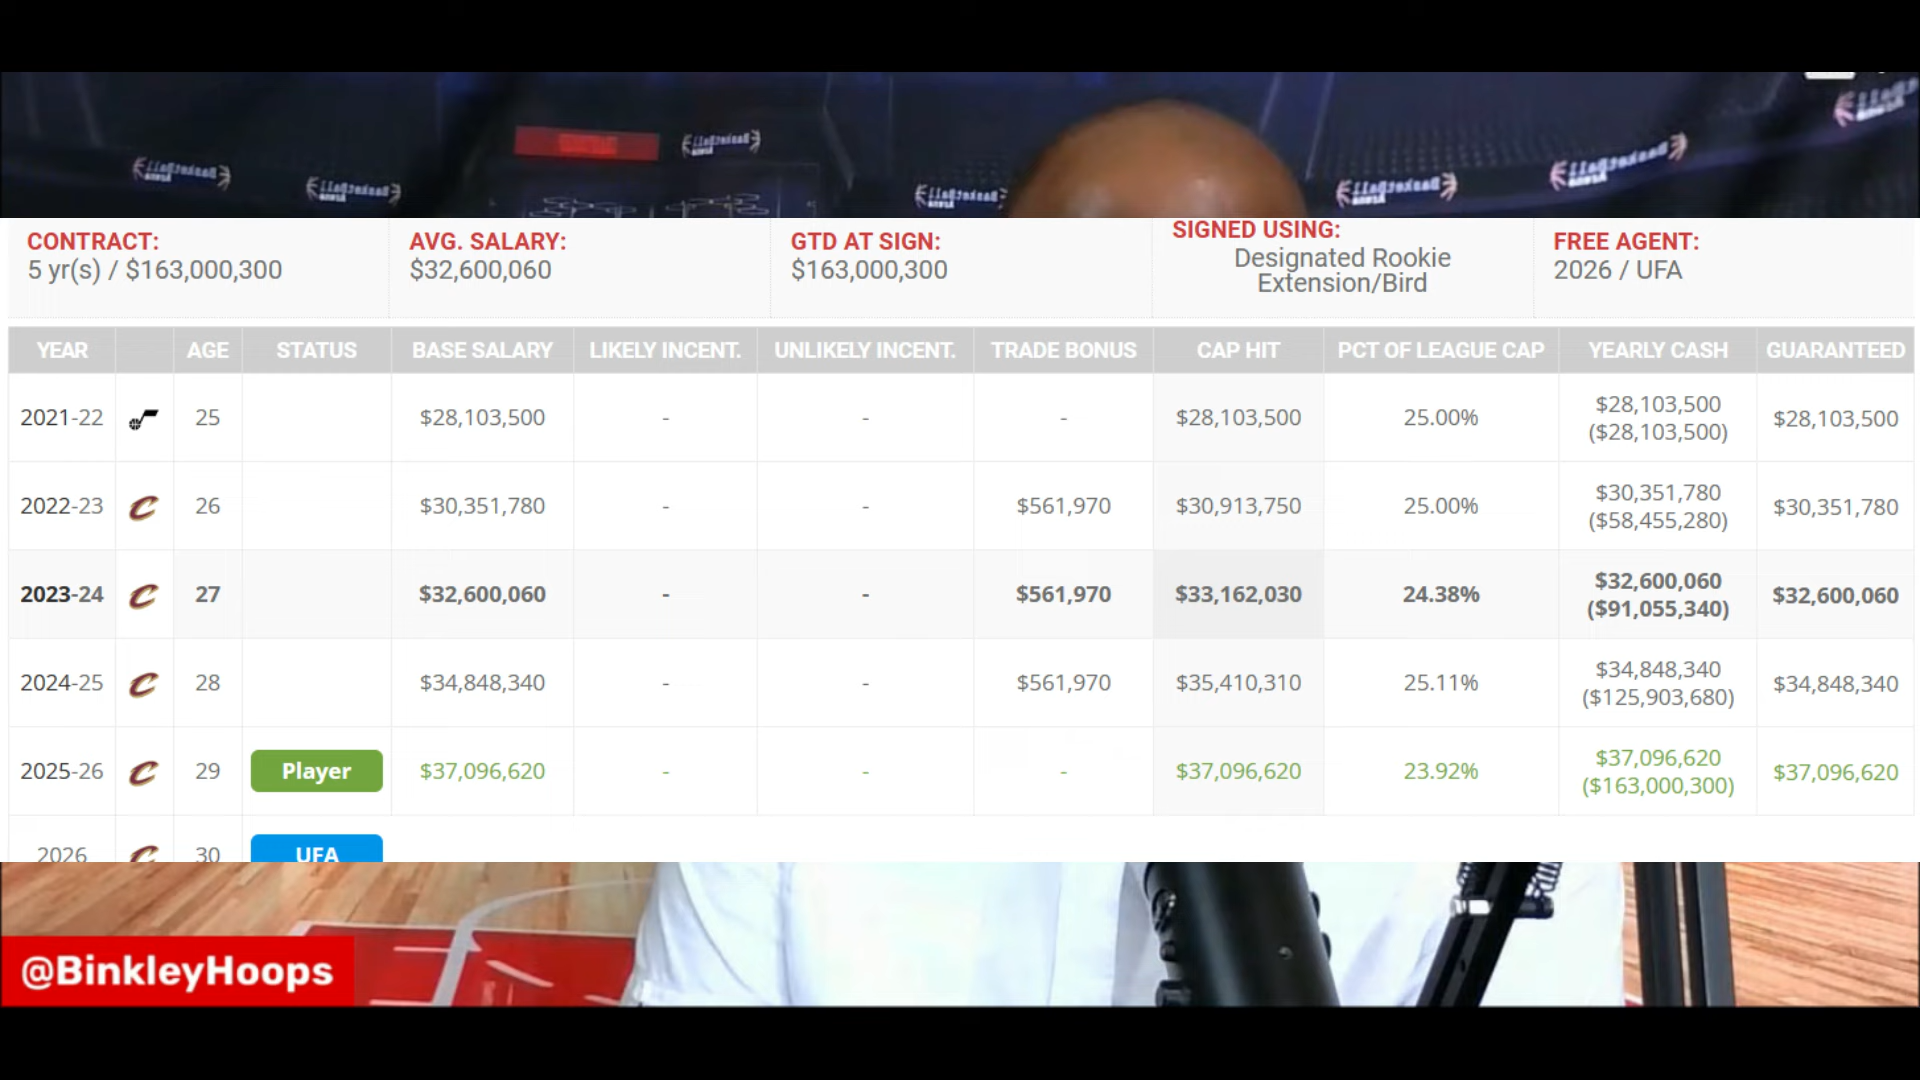 CONTRACT:
5 yr(s) / $163,000,300
AVG. SALARY:
$32,600,060
GTD AT SIGN:
$163,000,300
SIGNED USING:
Designated Rookie
Extension/Bird
FREE AGENT:
2026 / UFA
YEAR AGE STATUS BASE SALARY LIKELY INCENT. UNLIKELY INCENT. TRADE BONUS CAP HIT PCT OF LEAGUE CAP YEARLY CASH GUARANTEED
2021-22 25 $28,103,500 - - - $28,103,500 25.00% $28,103,500 ($28,103,500) $28,103,500
2022-23 26 $30,351,780 - - $561,970 $30,913,750 25.00% $30,351,780 ($58,455,280) $30,351,780
2023-24 27 $32,600,060 - - $561,970 $33,162,030 24.38% $32,600,060 ($91,055,340) $32,600,060
2024-25 28 $34,848,340 - - $561,970 $35,410,310 25.11% $34,848,340 ($125,903,680) $34,848,340
2025-26 29 Player $37,096,620 - - - $37,096,620 23.92% $37,096,620 ($163,000,300) $37,096,620
2026 30 UFA
@BinkleyHoops